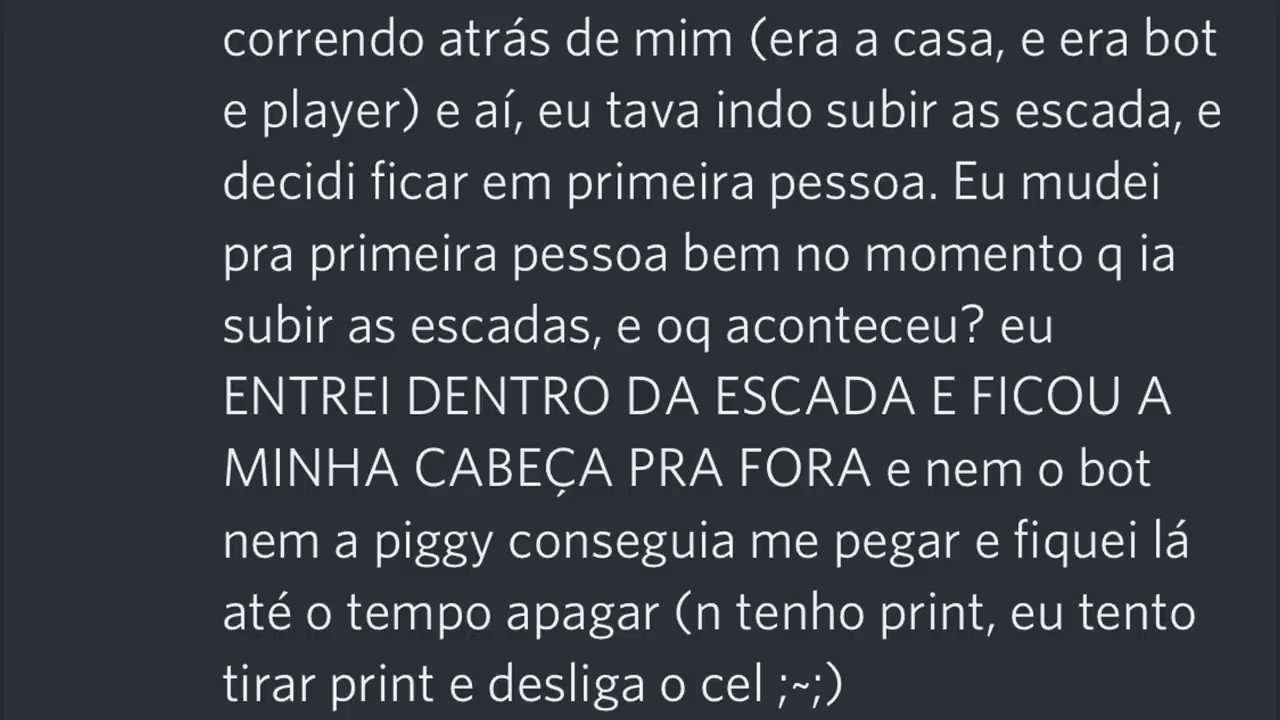 correndo atrás de mim (era a casa, e era bot
e player) e aí, eu tava indo subir as escada, e
decidi ficar em primeira pessoa. Eu mudei
pra primeira pessoa bem no momento q ia
subir as escadas, e oq aconteceu? eu
ENTREI DENTRO DA ESCADA E FICOU A
MINHA CABEÇA PRA FORA e nem o bot
nem a piggy conseguia me pegar e fiquei lá
até o tempo apagar (n tenho print, eu tento
tirar print e desliga o cel ;~;)